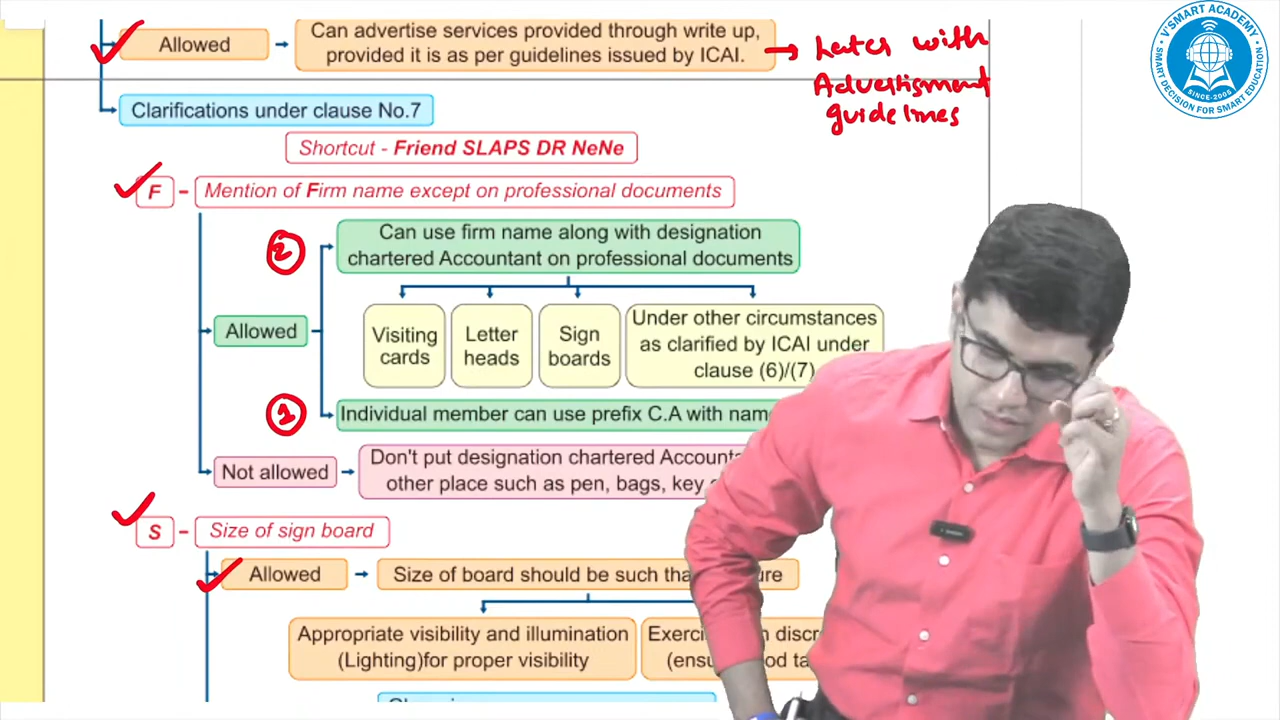 Allowed
Can advertise services provided through write up,
provided it is as per guidelines issued by ICAI.
Later with
Advertisment
guidelines
V'SMART ACADEMY
SINCE-2005
SMART DECISION FOR SMART EDUCATION
Clarifications under clause No.7
Shortcut - Friend SLAPS DR NeNe
F - Mention of Firm name except on professional documents
2
Can use firm name along with designation
chartered Accountant on professional documents
Allowed
Visiting
cards
Letter
heads
Sign
boards
Under other circumstances
as clarified by ICAI under
clause (6)/(7)
Individual member can use prefix C.A with
Not allowed
Don't put designation chartered
other place such as pen, bags, key
S - Size of sign board
Allowed
Size of board should be such
Appropriate visibility and illumination
(Lighting)for proper visibility